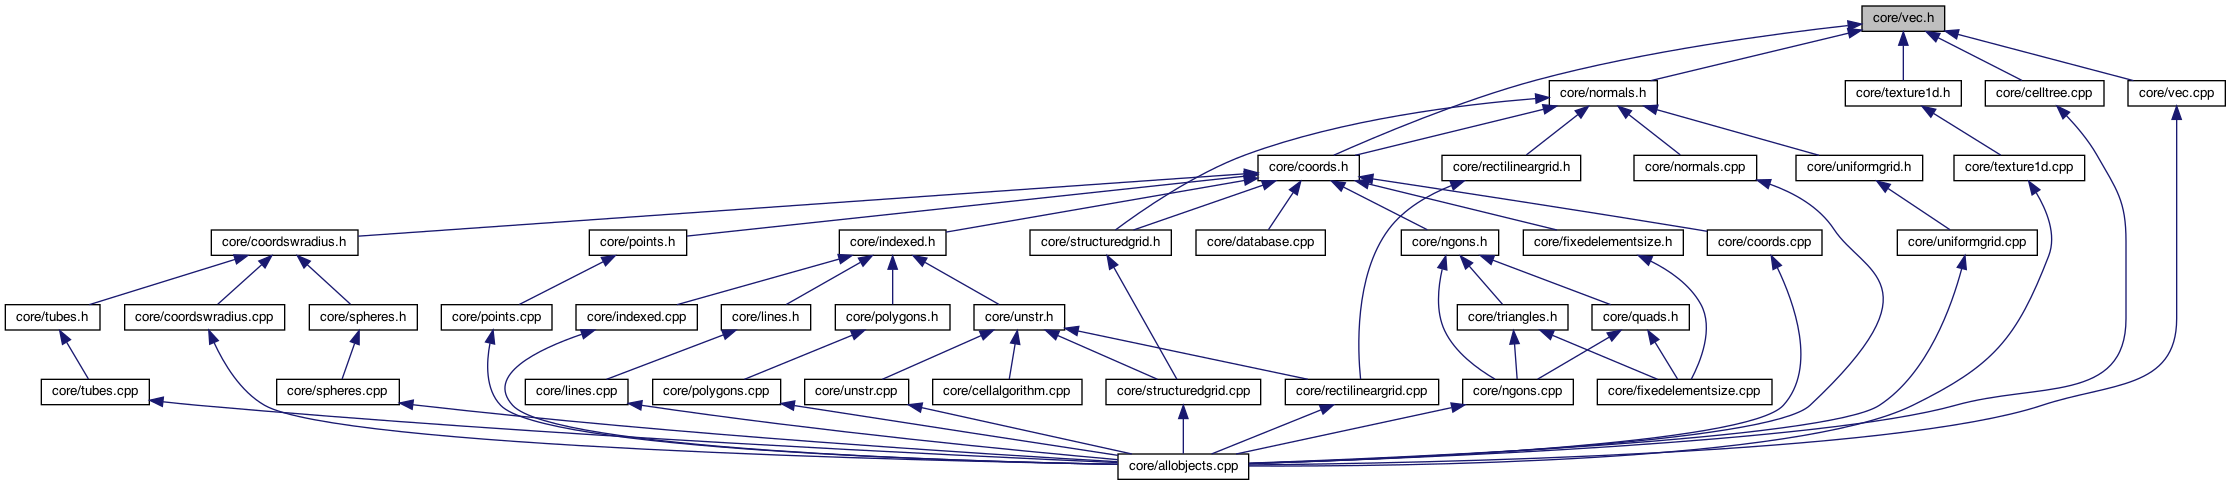 core/vec.h
core/normals.h
core/texture1d.h
core/celltree.cpp
core/vec.cpp
core/coords.h
core/rectilineargrid.h
core/normals.cpp
core/uniformgrid.h
core/texture1d.cpp
core/coordswradius.h
core/points.h
core/indexed.h
core/structuredgrid.h
core/database.cpp
core/ngons.h
core/fixedelementsize.h
core/coords.cpp
core/uniformgrid.cpp
core/tubes.h
core/coordswradius.cpp
core/spheres.h
core/points.cpp
core/indexed.cpp
core/lines.h
core/polygons.h
core/unstr.h
core/triangles.h
core/quads.h
core/tubes.cpp
core/spheres.cpp
core/lines.cpp
core/polygons.cpp
core/unstr.cpp
core/cellalgorithm.cpp
core/structuredgrid.cpp
core/rectilineargrid.cpp
core/ngons.cpp
core/fixedelementsize.cpp
core/allobjects.cpp